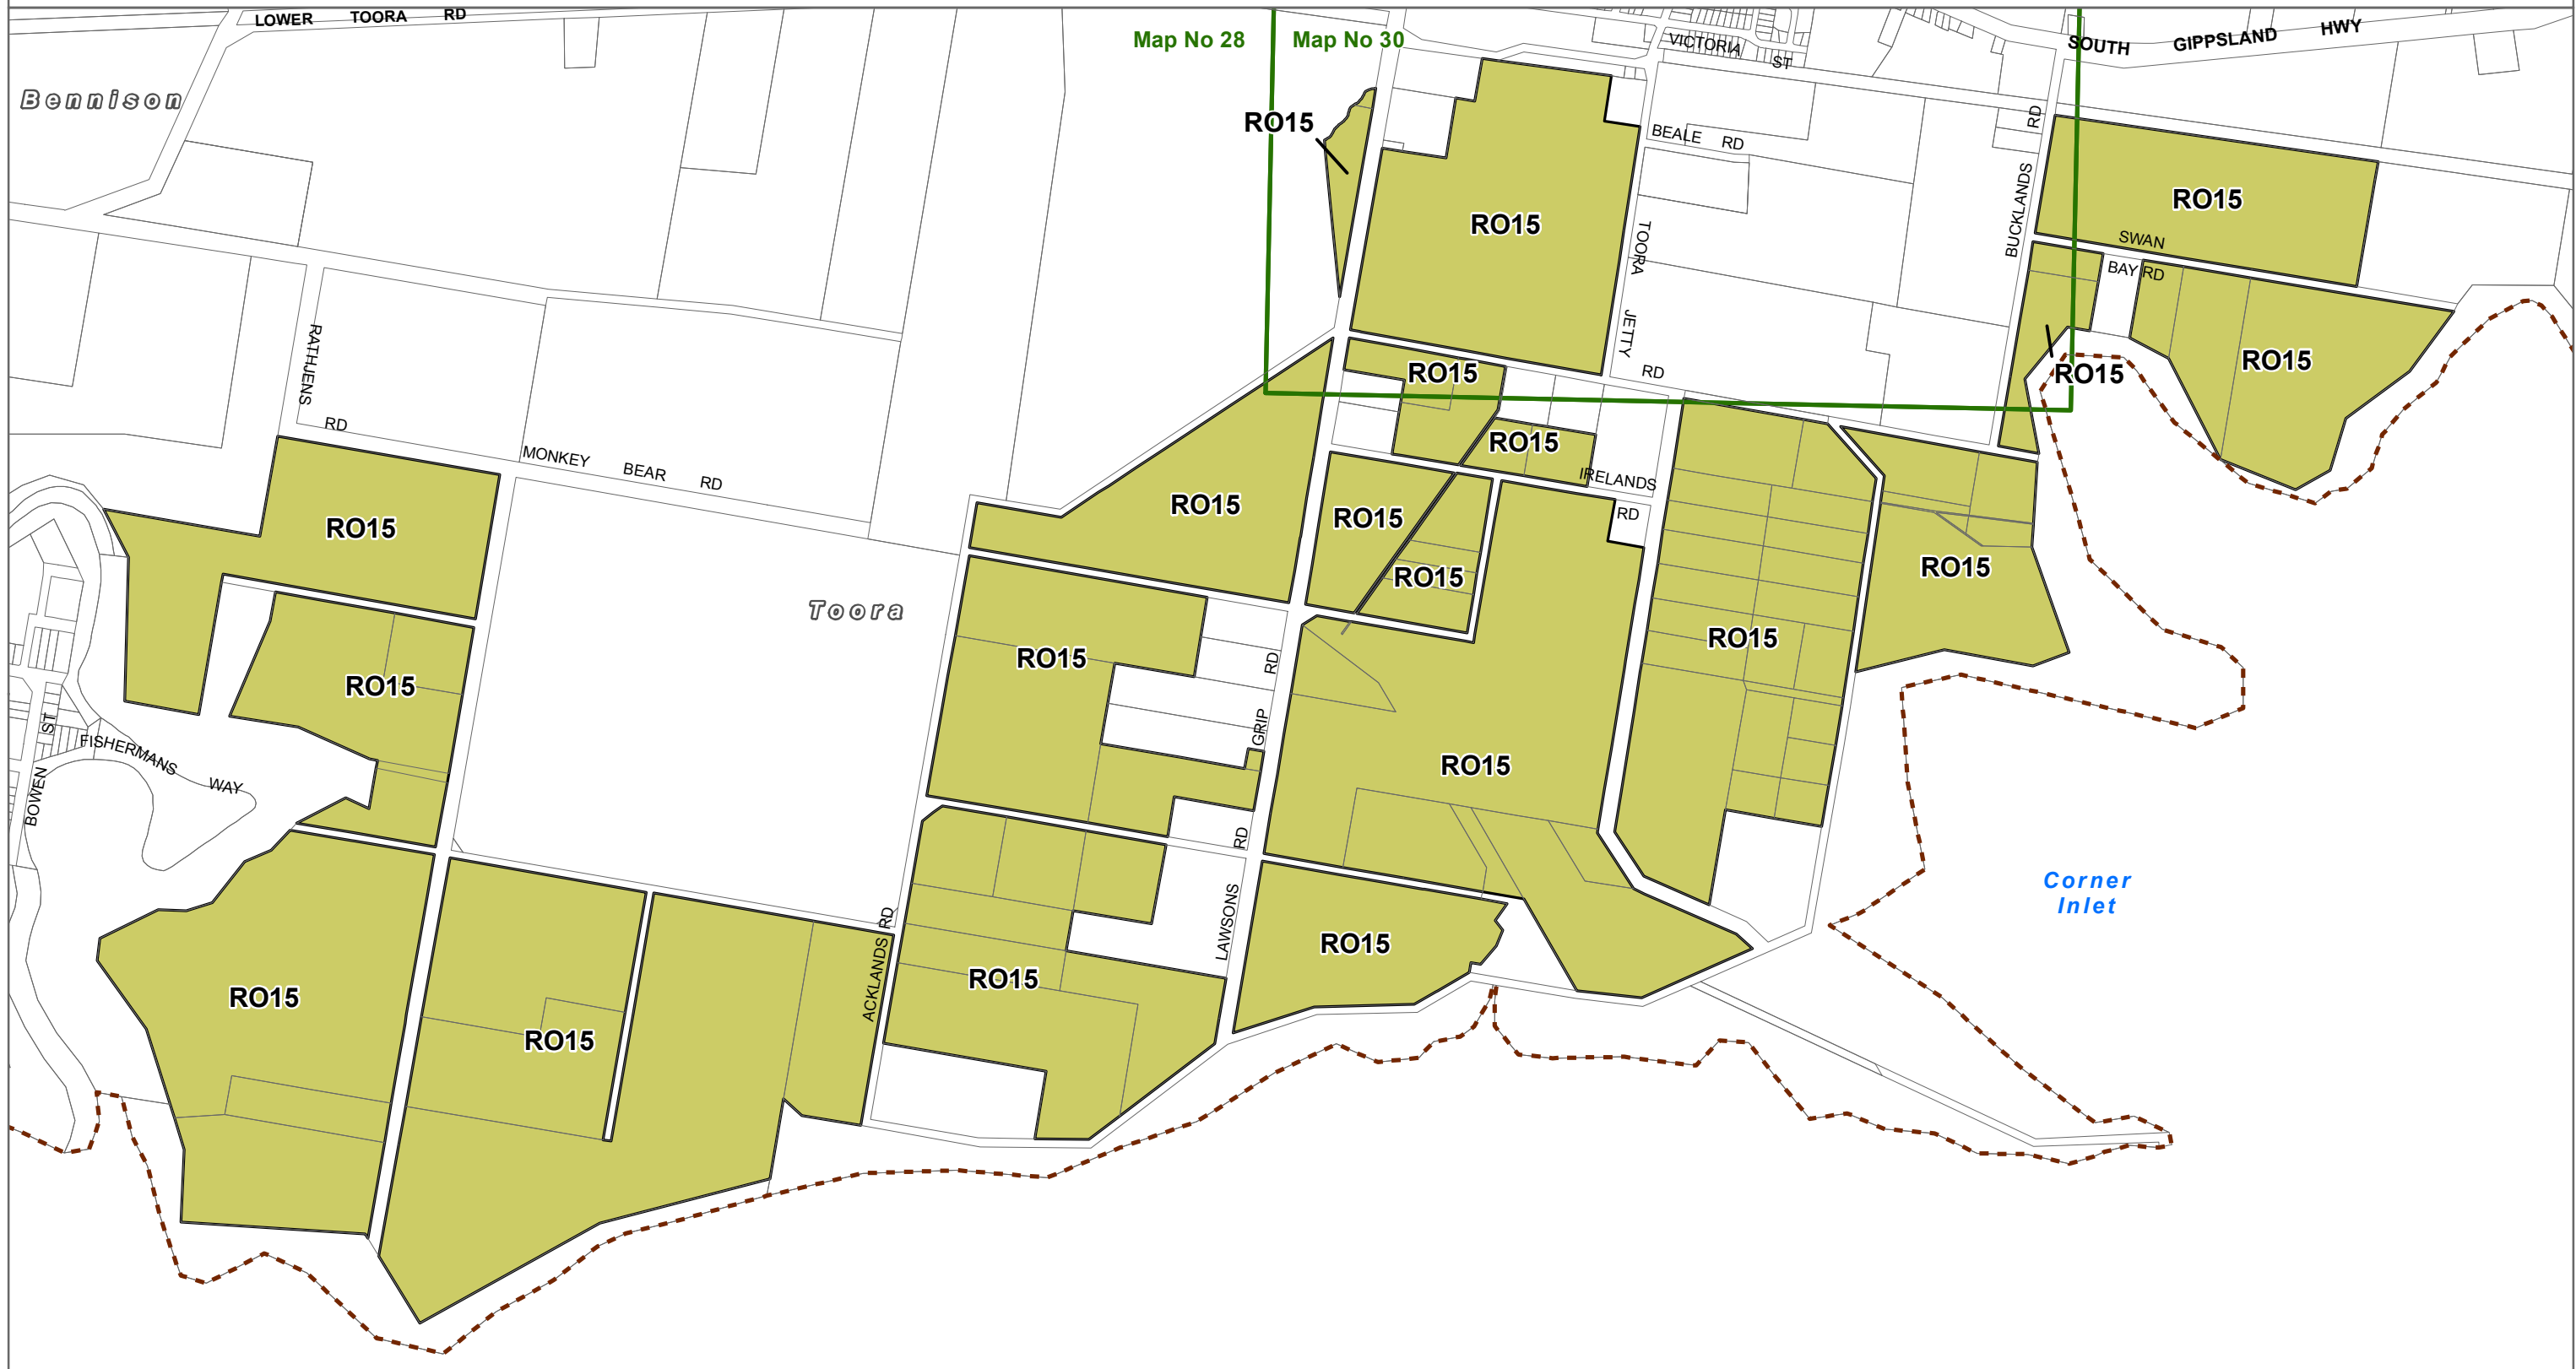 LOWER TOORA RD
Map No 28
Map No 30
VICTORIA
ST
SOUTH GIPPSLAND HWY
Bennison
RO15
BEALE RD
RD
BUCKLANDS
RO15
RO15
SWAN
BAY RD
TOORA
JETTY
RD
RATHJENS
RD
RO15
RO15
RO15
MONKEY BEAR RD
RO15
IRELANDS
RD
RO15
RO15
RO15
RO15
RO15
RO15
Toora
RO15
RO15
RO15
RD
GRIP
RD
LAWSONS
RO15
ST
BOWEN
FISHERMANS
WAY
Corner
Inlet
ACKLANDS RD
RO15
RO15
RO15
RO15